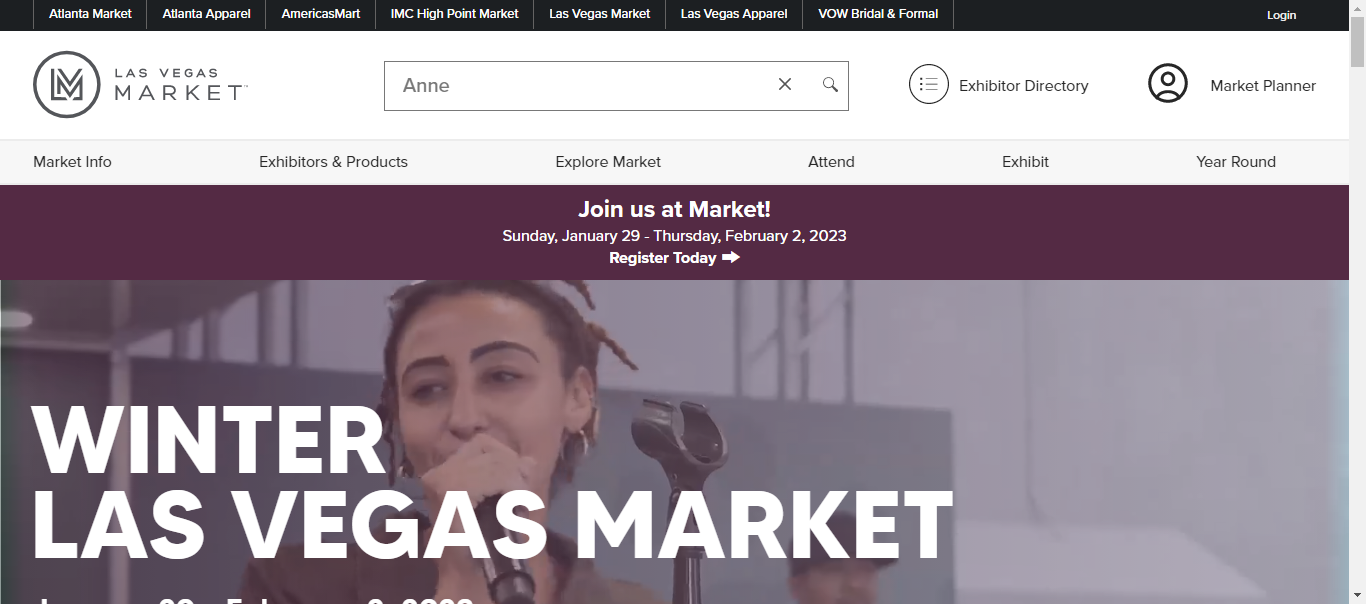 Atlanta Market
Atlanta Apparel
AmericasMart
IMC High Point Market
Las Vegas Market
Las Vegas Apparel
VOW Bridal & Formal
Login
LAS VEGAS
MARKET
Anne
Exhibitor Directory
Market Planner
Market Info
Exhibitors & Products
Explore Market
Attend
Exhibit
Year Round
Join us at Market!
Sunday, January 29 - Thursday, February 2, 2023
Register Today
WINTER
LAS VEGAS MARKET